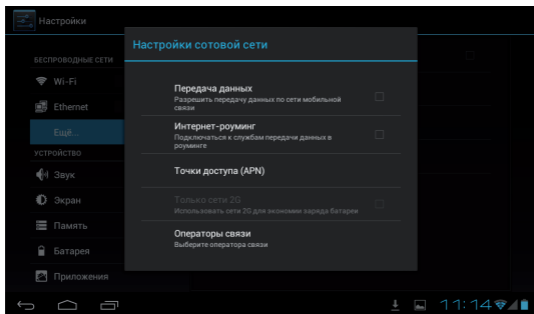 Настройки
Настройки сотовой сети
БЕСПРОВОДНЫЕ СЕТИ
Wi-Fi
Ethernet
Ещё...
УСТРОЙСТВО
Звук
Экран
Память
Батарея
Приложения
Передача данных
Разрешить передачу данных по сети мобильной
связи
Интернет-роуминг
Подключаться к службам передачи данных в
роуминге
Точки доступа (APN)
Только сети 2G
Использовать сети 2G для экономии заряда батареи
Операторы связи
Выберите оператора связи
11:14